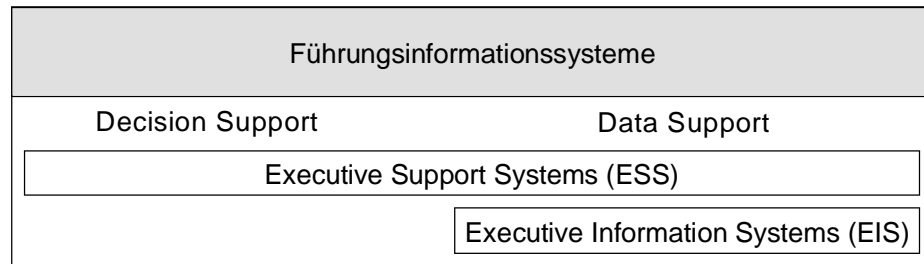 Führungsinformationssysteme
Decision Support Data Support
Executive Support Systems (ESS)
Executive Information Systems (EIS)